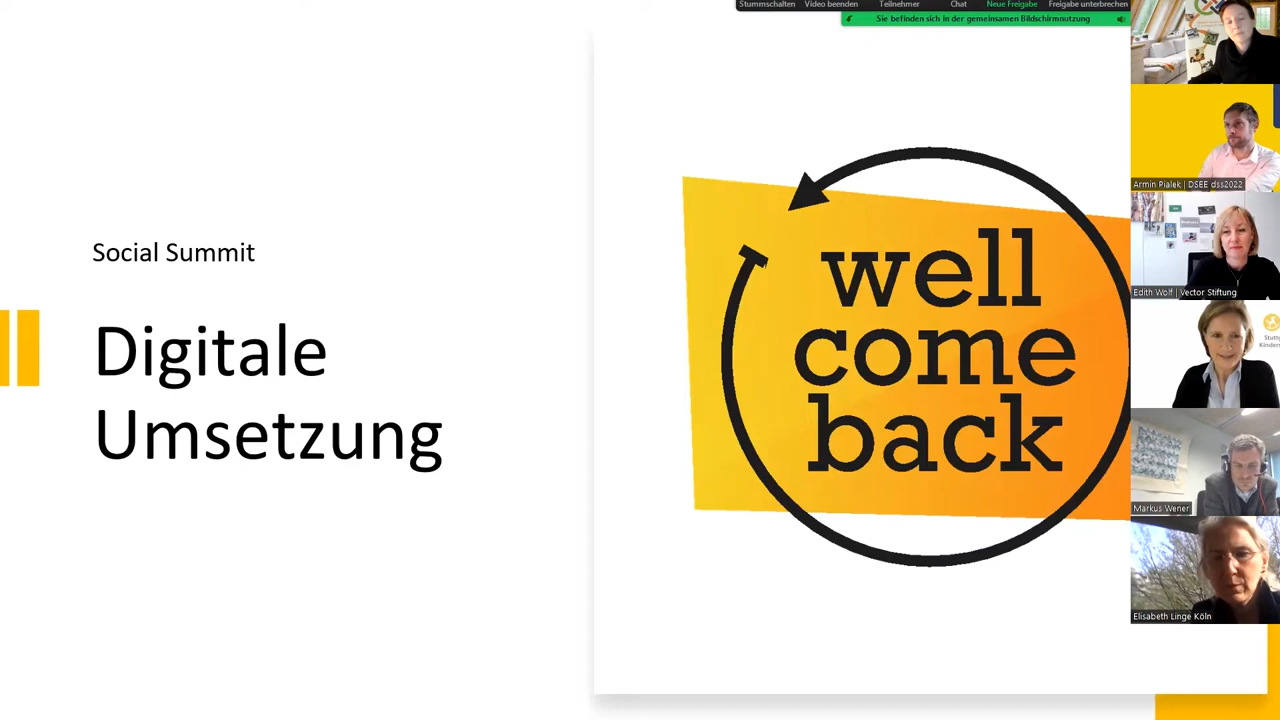 Stummschalten Video beenden Teilnehmer Chat Neue Freigabe Freigabe unterbrechen
Sie befinden sich in der gemeinsamen Bildschirmnutzung
Social Summit
Digitale
Umsetzung
well
come
back
Armin Pialek | DSEE dss2022
Edith Wolf | Vector Stiftung
Markus Wener
Elisabeth Linge Köln